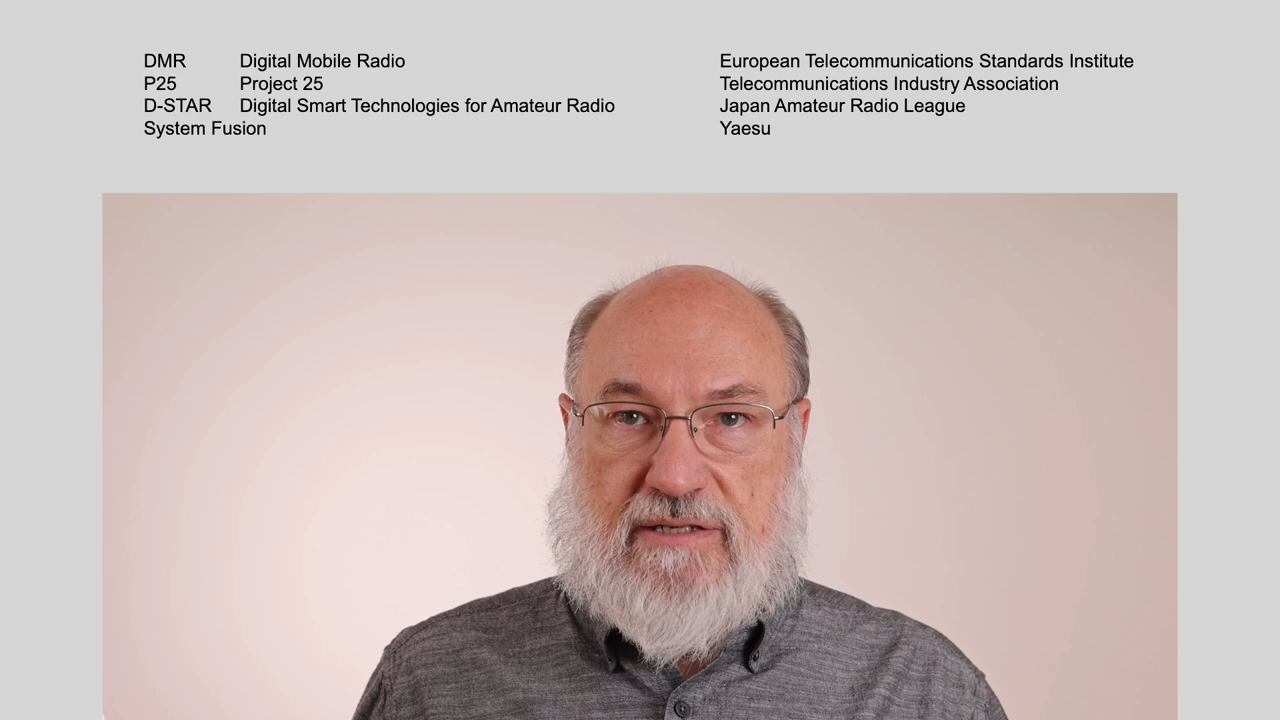 DMR Digital Mobile Radio European Telecommunications Standards Institute
P25 Project 25 Telecommunications Industry Association
D-STAR Digital Smart Technologies for Amateur Radio Japan Amateur Radio League
System Fusion Yaesu